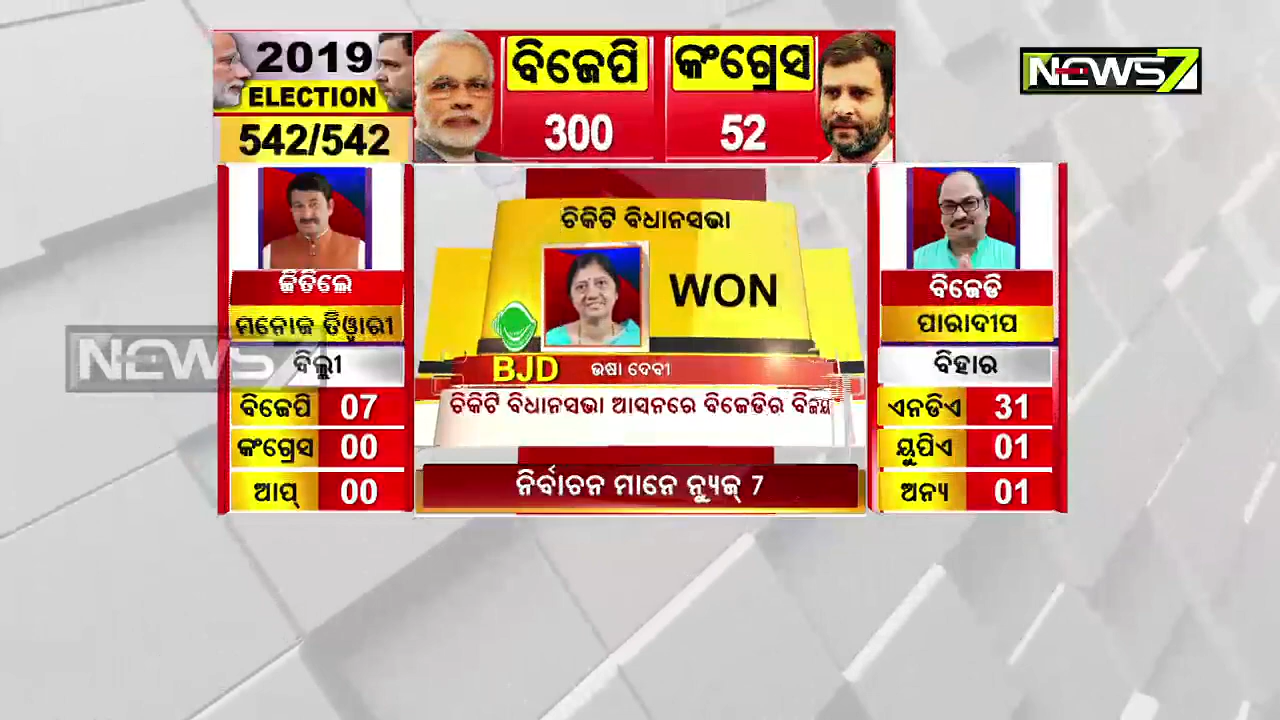 2019
ELECTION
542/542
ବିଜେପି
300
କଂଗ୍ରେସ
52
NEWS7
ଜିତିଲେ
ମନୋଜ ତିୱାରୀ
ଦିଲ୍ଲୀ
ବିଜେପି 07
କଂଗ୍ରେସ 00
ଆପ୍ 00
NEWS7
ଚିକିଟି ବିଧାନସଭା
WON
BJD
ଉଷା ଦେବୀ
ଚିକିଟି ବିଧାନସଭା ଆସନରେ ବିଜେଡିର ବିଜୟ
ନିର୍ବାଚନ ମାନେ ନ୍ୟୁଜ୍ 7
ବିଜେଡି
ପାରାଦୀପ
ବିହାର
ଏନଡିଏ 31
ୟୁପିଏ 01
ଅନ୍ୟ 01